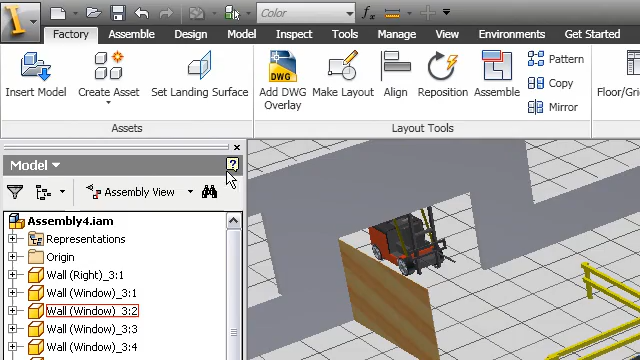 Color
Factory Assemble Design Model Inspect Tools Manage View Environments Get Started
Insert Model
Create Asset
Set Landing Surface
DWG
Add DWG
Overlay
Make Layout
Align
Reposition
Assemble
Pattern
Copy
Mirror
Floor/Gri
Assets
Layout Tools
Model
?
Assembly View
Assembly4.iam
Representations
Origin
Wall (Right)_3:1
Wall (Window)_3:1
Wall (Window)_3:2
Wall (Window)_3:3
Wall (Window)_3:4